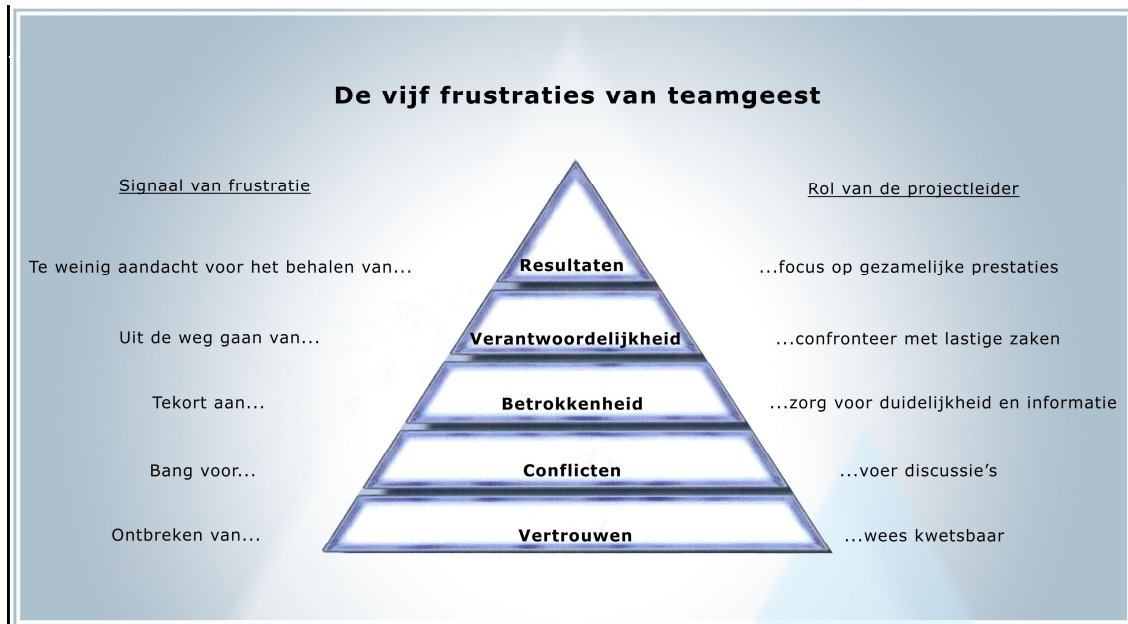 De vijf frustraties van teamgeest
Signaal van frustratie
Rol van de projectleider
Te weinig aandacht voor het behalen van...
Resultaten
...focus op gezamelijke prestaties
Uit de weg gaan van...
Verantwoordelijkheid
...confronteer met lastige zaken
Tekort aan...
Betrokkenheid
...zorg voor duidelijkheid en informatie
Bang voor...
Conflicten
...voer discussie’s
Ontbreken van...
Vertrouwen
...wees kwetsbaar